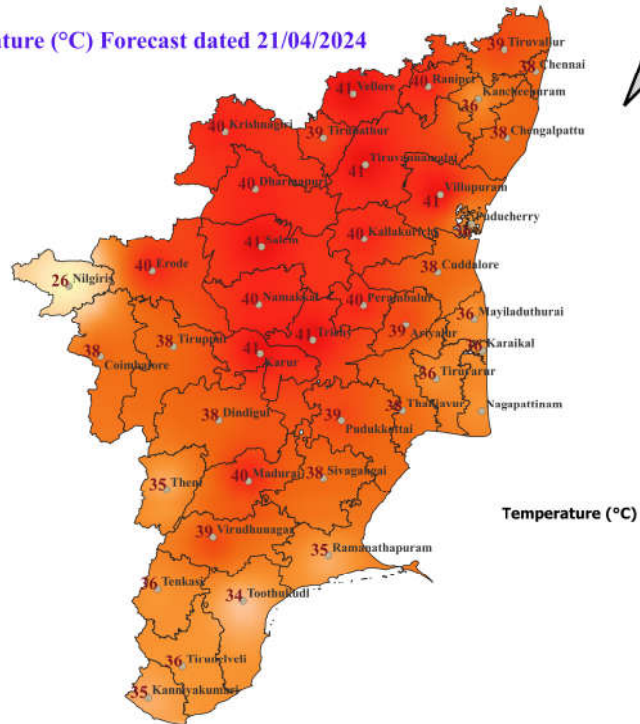 ature (°C) Forecast dated 21/04/2024
39 Tiruvallur
38 Chennai
41 Vellore
40 Ranipet
Kancheepuram
36
40 Krishnagiri
39 Tirupathur
38 Chengalpattu
Tiruvannamalai
41
40 Dharmapuri
Villupuram
41
Puducherry
41 Salem
40 Kallakurichi
40 Erode
38 Cuddalore
26 Nilgiris
40 Namakkal
40 Perambalur
36 Mayiladuthurai
39 Ariyalur
41 Trichy
38 Tiruppur
38 Coimbatore
41 Karur
Karaikal
36 Tiruvarur
38 Dindigul
39 Pudukkottai
Thanjavur
Nagapattinam
40 Madurai
38 Sivagangai
35 Theni
Temperature (°C)
39 Virudhunagar
35 Ramanathapuram
36 Tenkasi
34 Toothukudi
36 Tirunelveli
35 Kanniyakumari